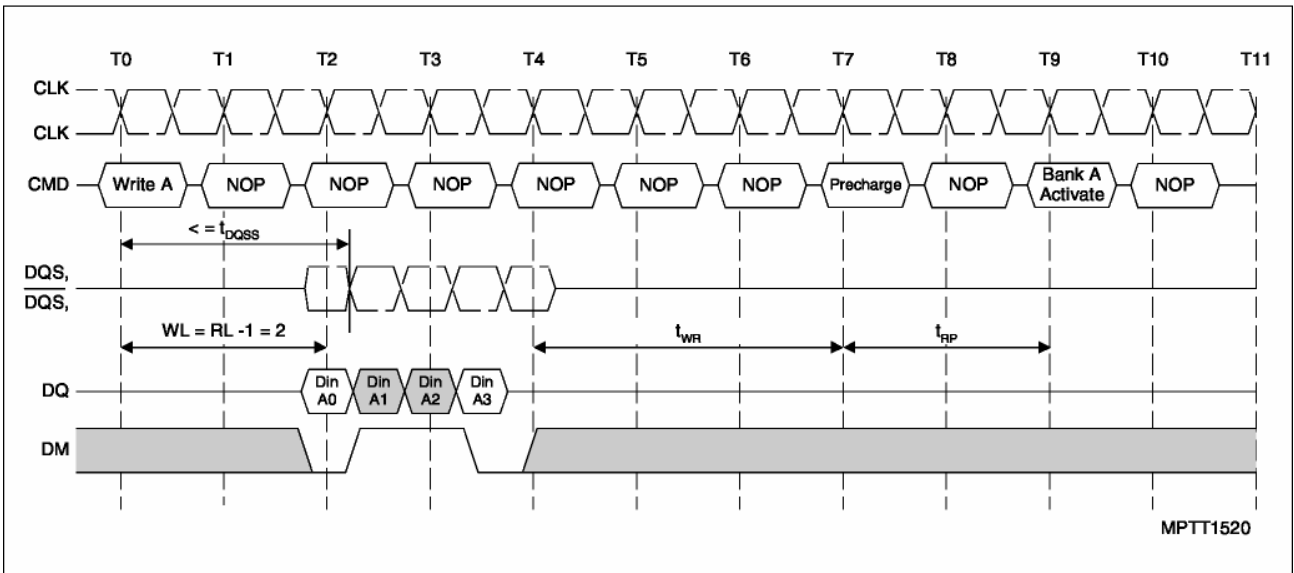 T0 T1 T2 T3 T4 T5 T6 T7 T8 T9 T10 T11
CLK
CLK
CMD Write A NOP NOP NOP NOP NOP NOP Precharge NOP Bank A Activate NOP
< = tDQSS
DQS,
DQS,
WL = RL -1 = 2 tWR tRP
DQ Din A0 Din A1 Din A2 Din A3
DM
MPTT1520